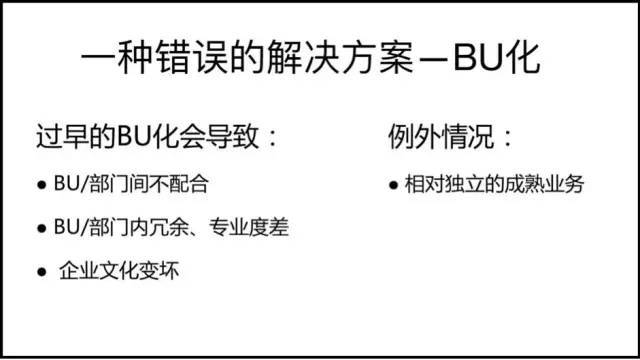 一种错误的解决方案—BU化
过早的BU化会导致：
● BU/部门间不配合
● BU/部门内冗余、专业度差
● 企业文化变坏
例外情况：
● 相对独立的成熟业务